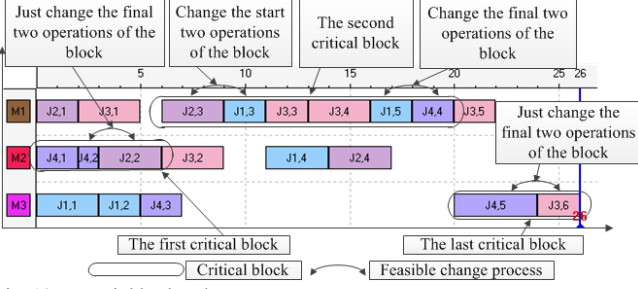 Just change the final
two operations of the
block
Change the start
two operations
of the block
The second
critical block
Change the final two
operations of the
block
5
10
15
20
25
26
M1
J2,1
J3,1
J2,3
J1,3
J3,3
J3,4
J1,5
J4,4
J3,5
Just change the
final two operations
of the block
M2
J4,1
J4,2
J2,2
J3,2
J1,4
J2,4
M3
J1,1
J1,2
J4,3
J4,5
J3,6
26
The first critical block
The last critical block
Critical block
Feasible change process